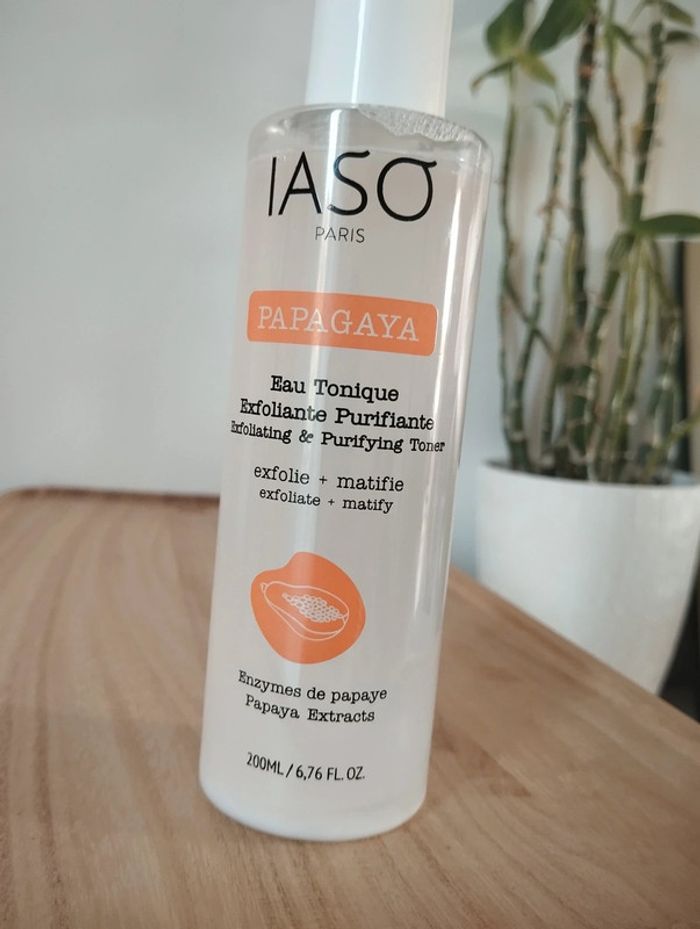 IASO
PARIS
PAPAGAYA
Eau Tonique
Exfoliante Purifiante
Exfoliating & Purifying Toner
exfolie + matifie
exfoliate + matify
Enzymes de papaye
Papaya Extracts
200ML / 6,76 FL. OZ.